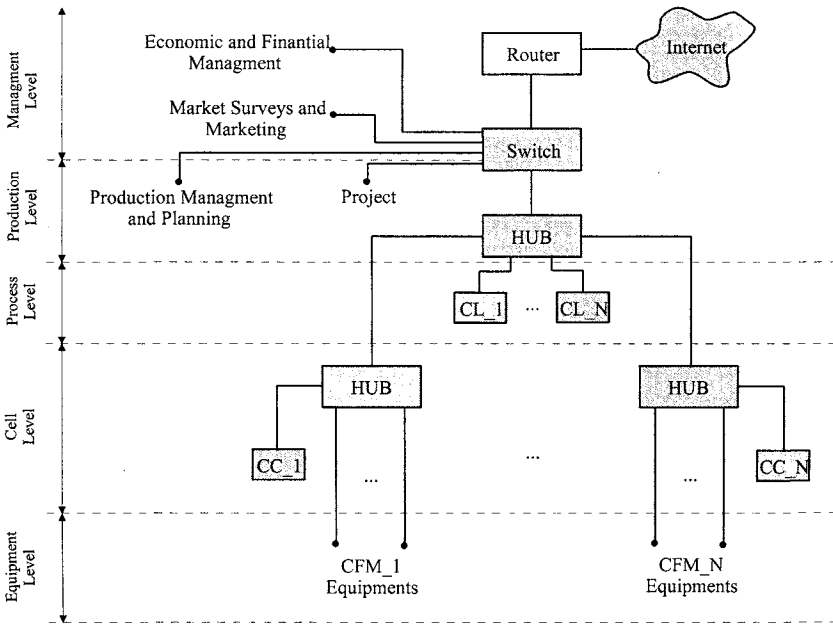 Managment
Level
Economic and Finantial
Managment
Router
Internet
Market Surveys and
Marketing
Switch
Production
Level
Production Managment
and Planning
Project
HUB
Process
Level
CL_1
...
CL_N
Cell
Level
HUB
HUB
CC_1
...
...
...
CC_N
Equipment
Level
CFM_1
Equipments
CFM_N
Equipments